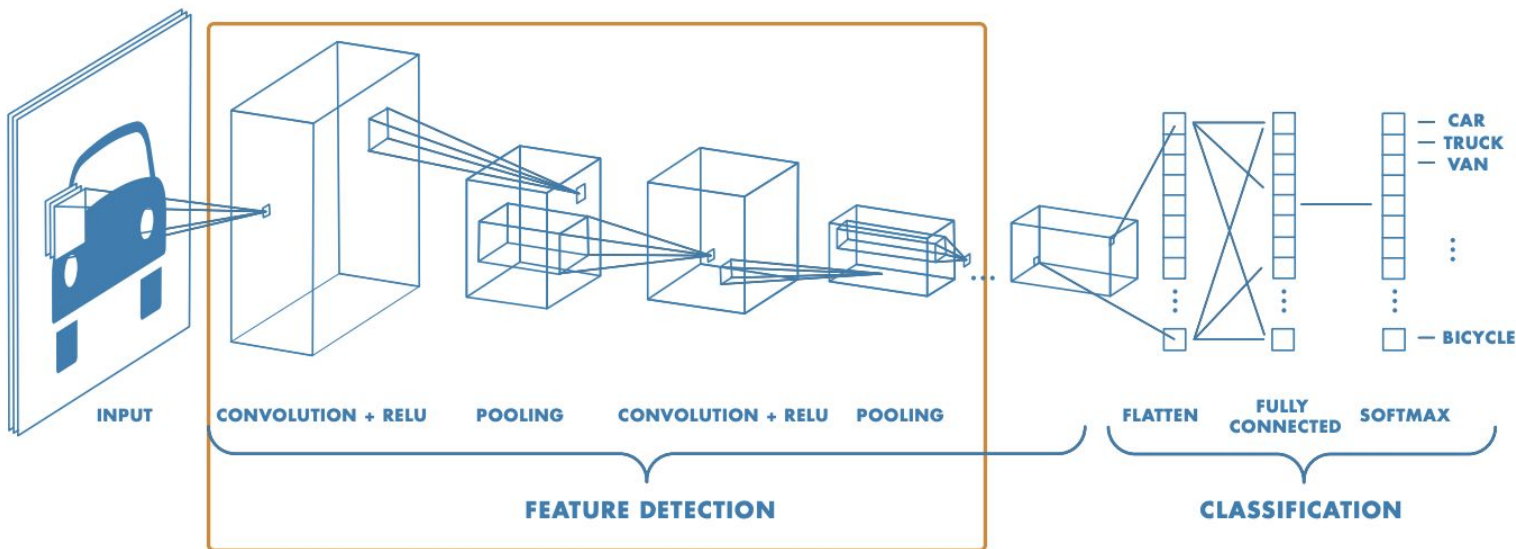 CAR
TRUCK
VAN
BICYCLE
INPUT
CONVOLUTION + RELU
POOLING
CONVOLUTION + RELU
POOLING
FLATTEN
FULLY
CONNECTED
SOFTMAX
FEATURE DETECTION
CLASSIFICATION